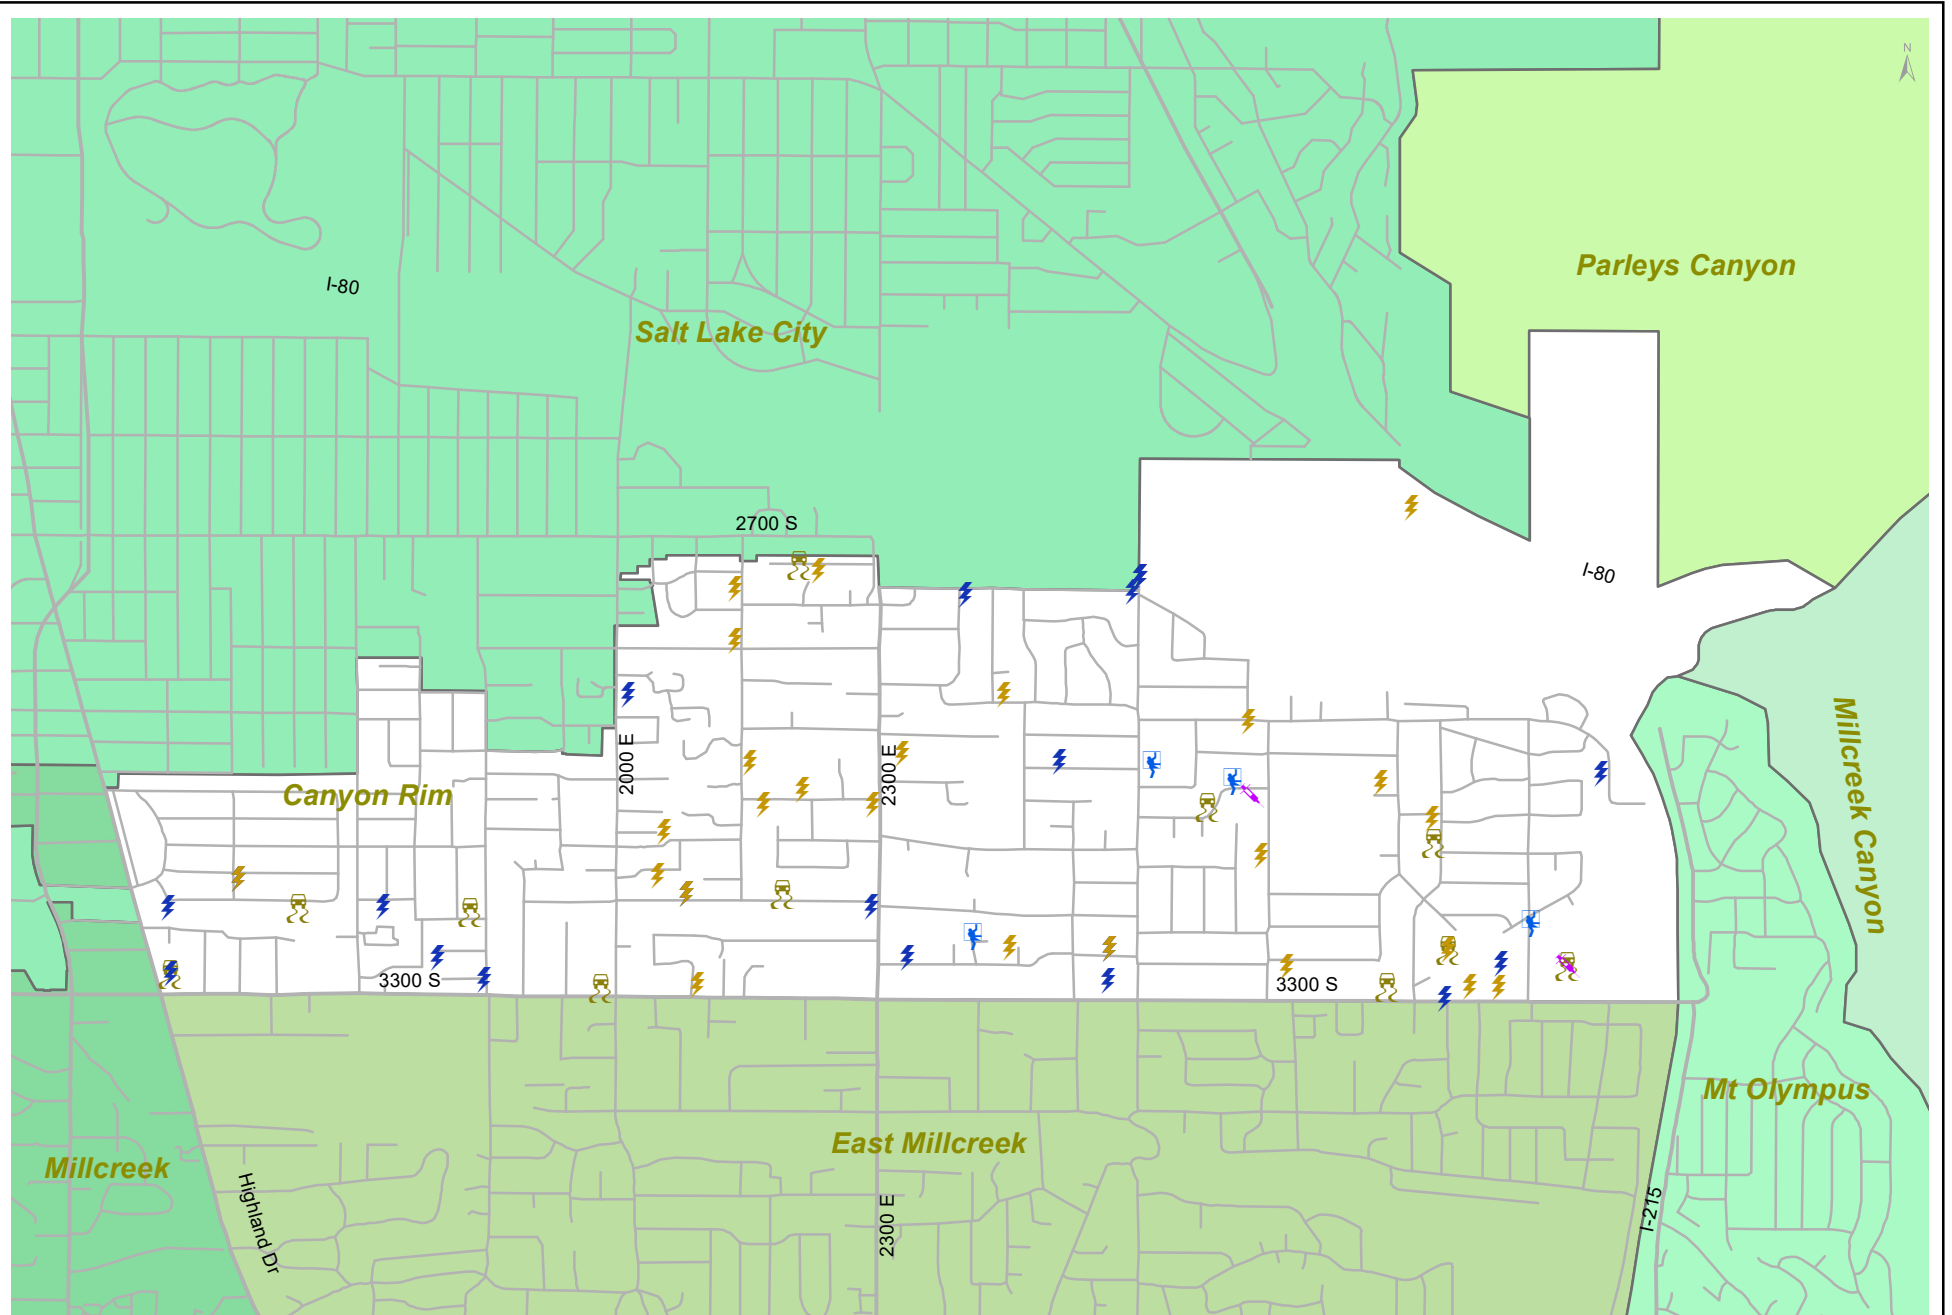 N
Parleys Canyon
I-80
Salt Lake City
2700 S
I-80
Millcreek Canyon
2000 E
2300 E
Canyon Rim
3300 S
3300 S
Mt Olympus
East Millcreek
Millcreek
Highland Dr
2300 E
I-215